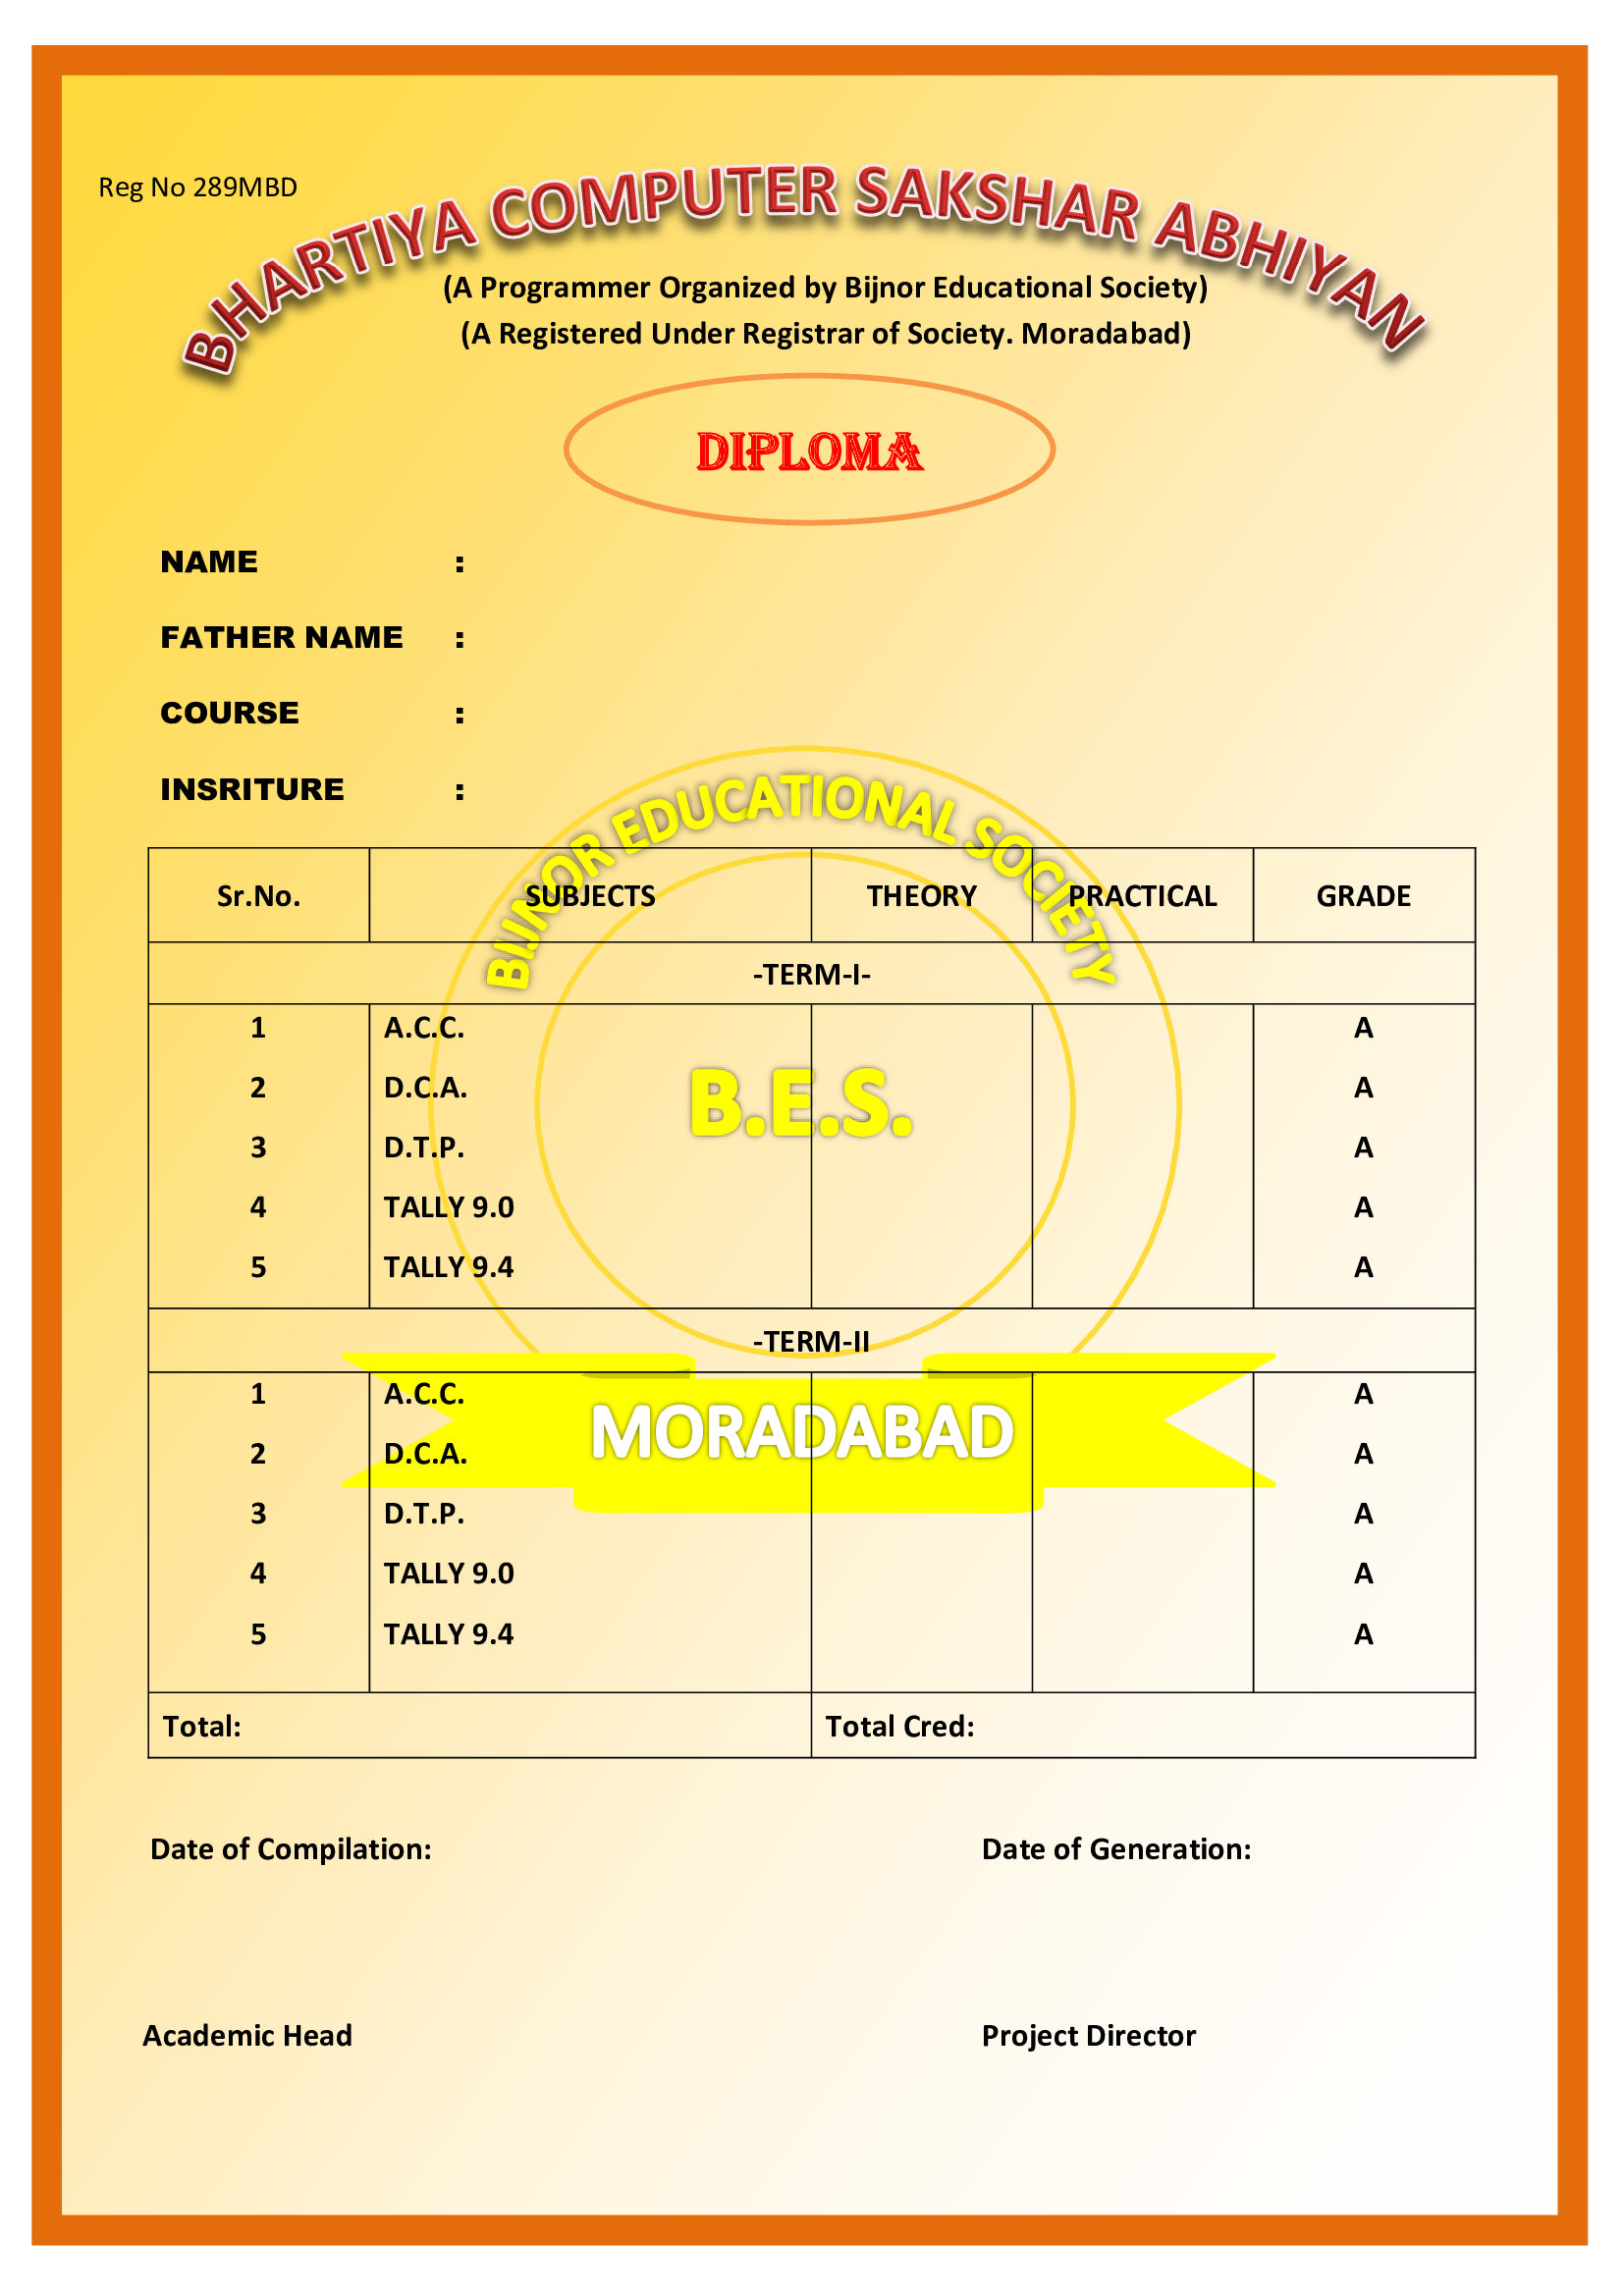 Reg No 289MBD
BHARTIYA COMPUTER SAKSHAR ABHIYAN
(A Programmer Organized by Bijnor Educational Society)
(A Registered Under Registrar of Society. Moradabad)
DIPLOMA
NAME :
FATHER NAME :
COURSE :
INSRITURE :
BIJNOR EDUCATIONAL SOCIETY
Sr.No. SUBJECTS THEORY PRACTICAL GRADE
-TERM-I-
1 A.C.C. A
2 D.C.A. A
B.E.S.
3 D.T.P. A
4 TALLY 9.0 A
5 TALLY 9.4 A
-TERM-II
1 A.C.C. A
MORADABAD
2 D.C.A. A
3 D.T.P. A
4 TALLY 9.0 A
5 TALLY 9.4 A
Total: Total Cred:
Date of Compilation: Date of Generation:
Academic Head Project Director